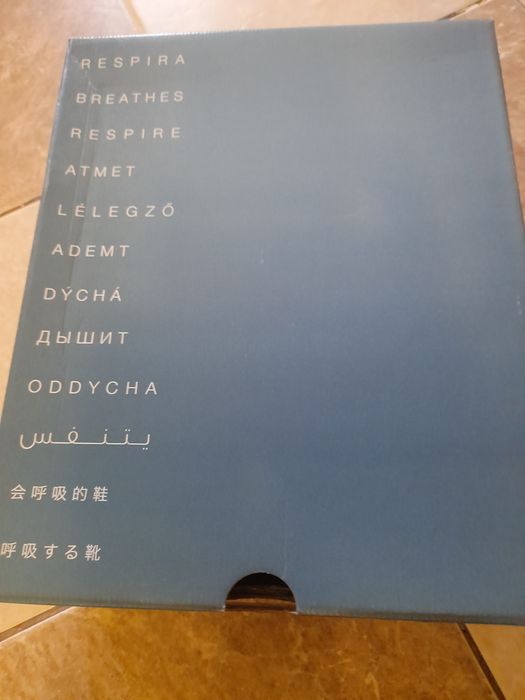 RESPIRA
BREATHES
RESPIRE
ATMET
LÉLEGZŐ
ADEMT
DÝCHÁ
ДЫШИТ
ODDYCHA
يتنفس
会呼吸的鞋
呼吸する靴